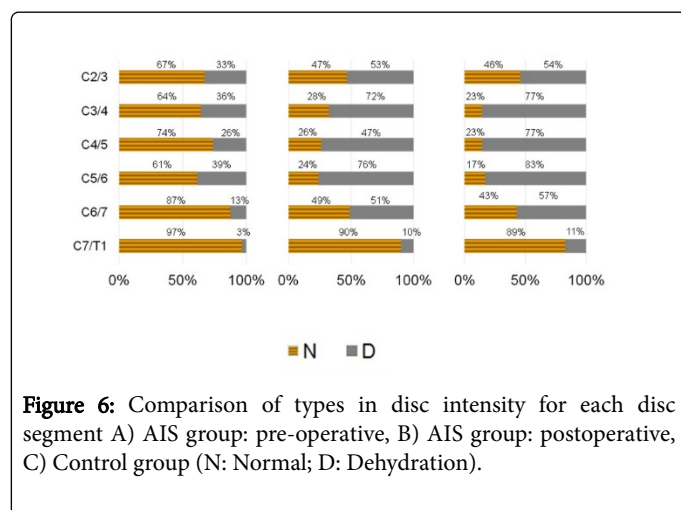 67% 33% 47% 53% 46% 54%
C2/3
64% 36% 28% 72% 23% 77%
C3/4
74% 26% 26% 47% 23% 77%
C4/5
61% 39% 24% 76% 17% 83%
C5/6
87% 13% 49% 51% 43% 57%
C6/7
97% 3% 90% 10% 89% 11%
C7/T1
0% 50% 100% 0% 50% 100% 0% 50% 100%
N D
Figure 6: Comparison of types in disc intensity for each disc
segment A) AIS group: pre-operative, B) AIS group: postoperative,
C) Control group (N: Normal; D: Dehydration).